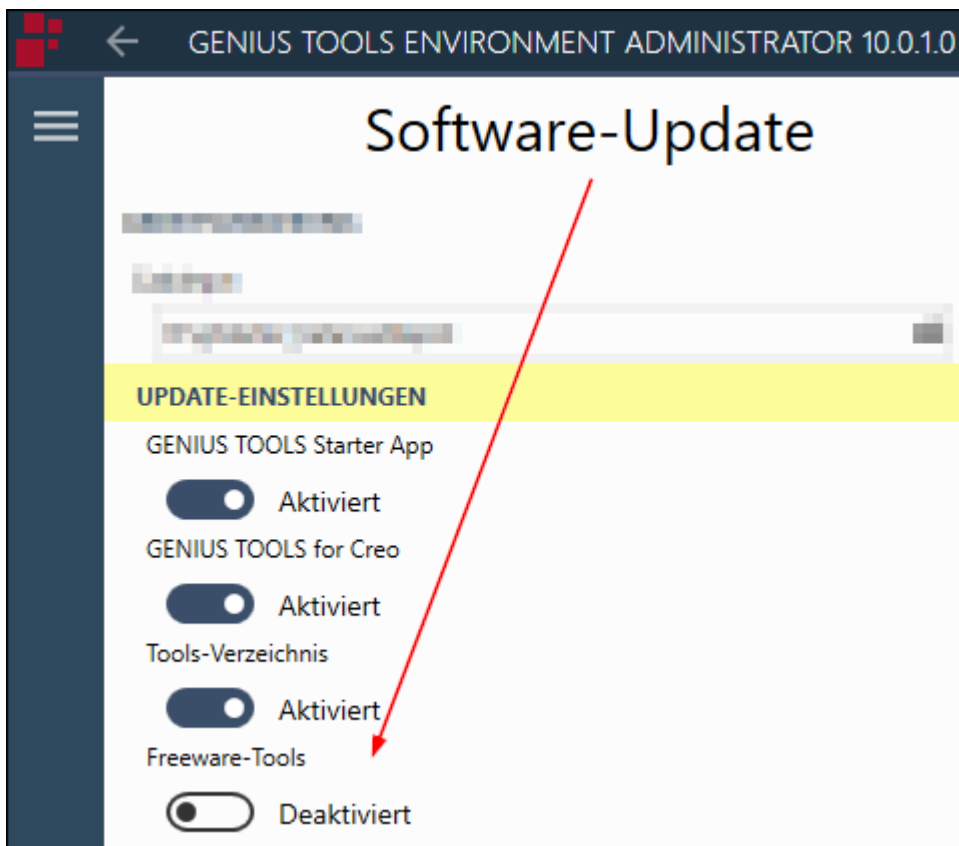 GENIUS TOOLS ENVIRONMENT ADMINISTRATOR 10.0.1.0
Software-Update
UPDATE-EINSTELLUNGEN
GENIUS TOOLS Starter App
Aktiviert
GENIUS TOOLS for Creo
Aktiviert
Tools-Verzeichnis
Aktiviert
Freeware-Tools
Deaktiviert